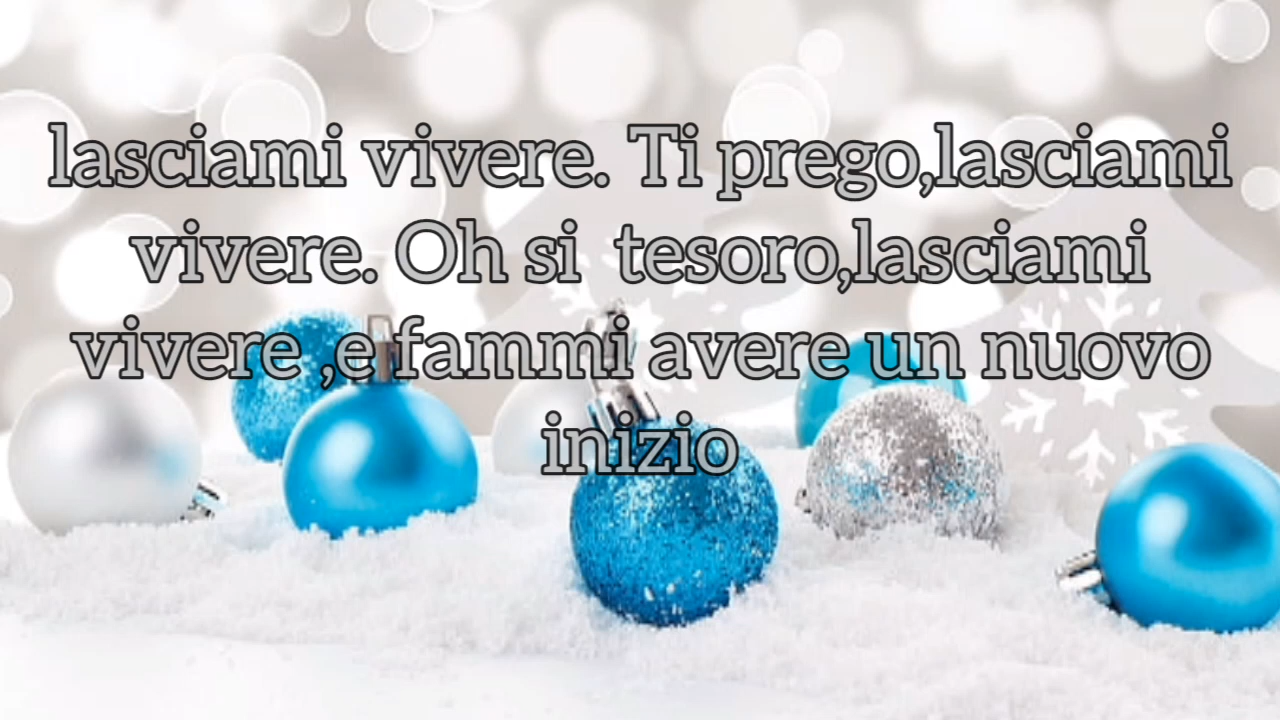 lasciami vivere. Ti prego,lasciami
vivere. Oh si  tesoro,lasciami
vivere ,e fammi avere un nuovo
inizio